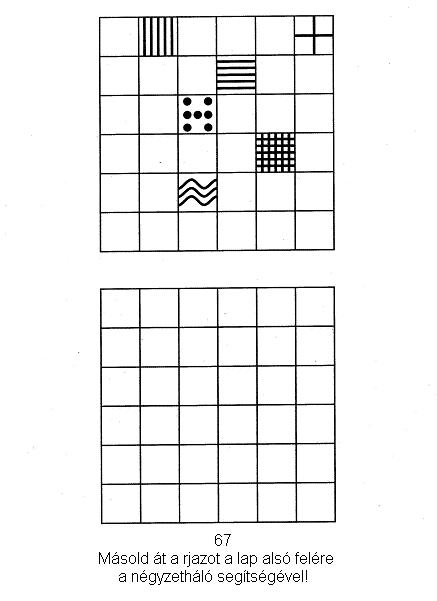 67
Másold át a rjazot a lap alsó felére
a négyzetháló segítségével!